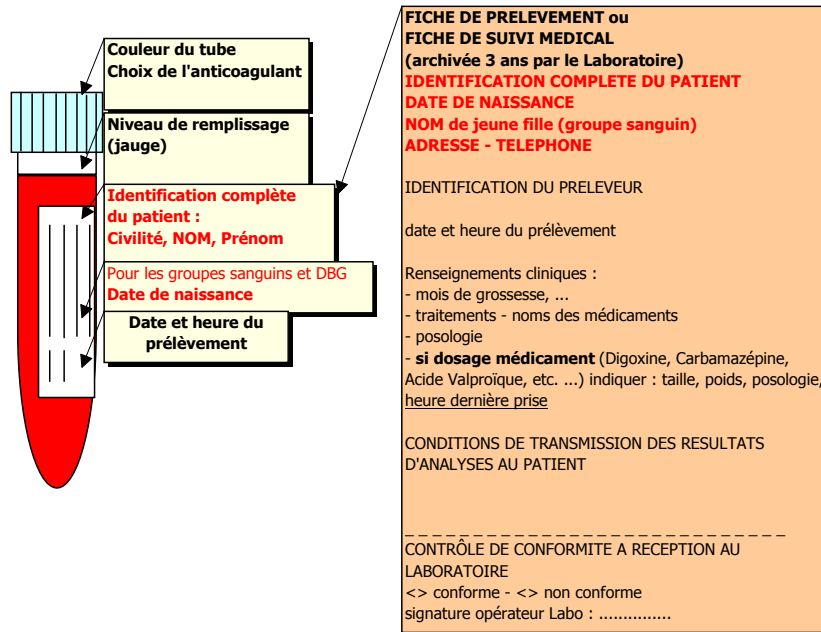 Couleur du tube
Choix de l'anticoagulant
Niveau de remplissage
(jauge)
Identification complète
du patient :
Civilité, NOM, Prénom
Pour les groupes sanguins et DBG
Date de naissance
Date et heure du
prélèvement
FICHE DE PRELEVEMENT ou
FICHE DE SUIVI MEDICAL
(archivée 3 ans par le Laboratoire)
IDENTIFICATION COMPLETE DU PATIENT
DATE DE NAISSANCE
NOM de jeune fille (groupe sanguin)
ADRESSE - TELEPHONE
IDENTIFICATION DU PRELEVEUR
date et heure du prélèvement
Renseignements cliniques :
- mois de grossesse, ...
- traitements - noms des médicaments
- posologie
- si dosage médicament (Digoxine, Carbamazépine,
Acide Valproïque, etc. ...) indiquer : taille, poids, posologie,
heure dernière prise
CONDITIONS DE TRANSMISSION DES RESULTATS
D'ANALYSES AU PATIENT
_ _ _ _ _ _ _ _ _ _ _ _ _ _ _ _ _ _ _ _ _ _ _ _ _ _ _ _
CONTRÔLE DE CONFORMITE A RECEPTION AU
LABORATOIRE
<> conforme - <> non conforme
signature opérateur Labo : ...............